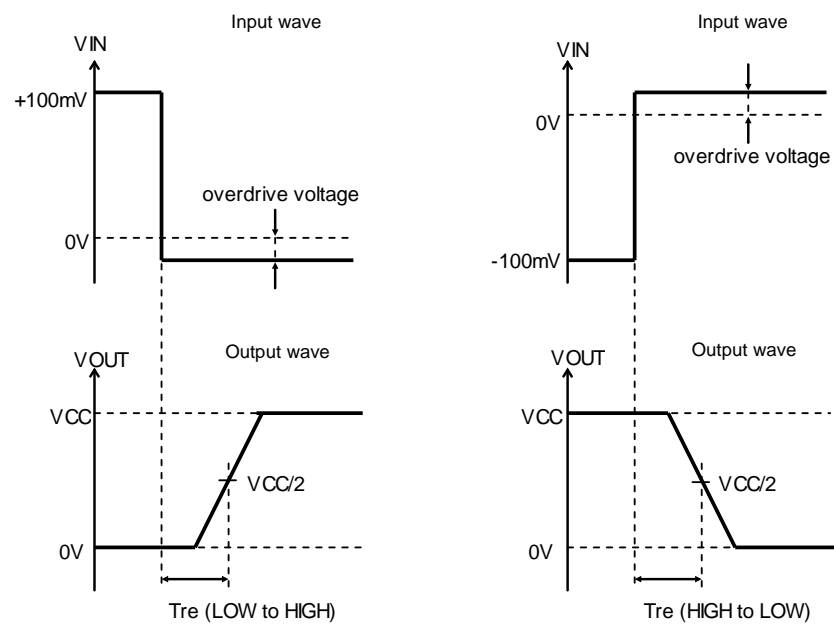 Input wave
VIN
+100mV
overdrive voltage
0V
VOUT
Output wave
VCC
VCC/2
0V
Tre (LOW to HIGH)
Input wave
VIN
0V
overdrive voltage
-100mV
VOUT
Output wave
VCC
VCC/2
0V
Tre (HIGH to LOW)